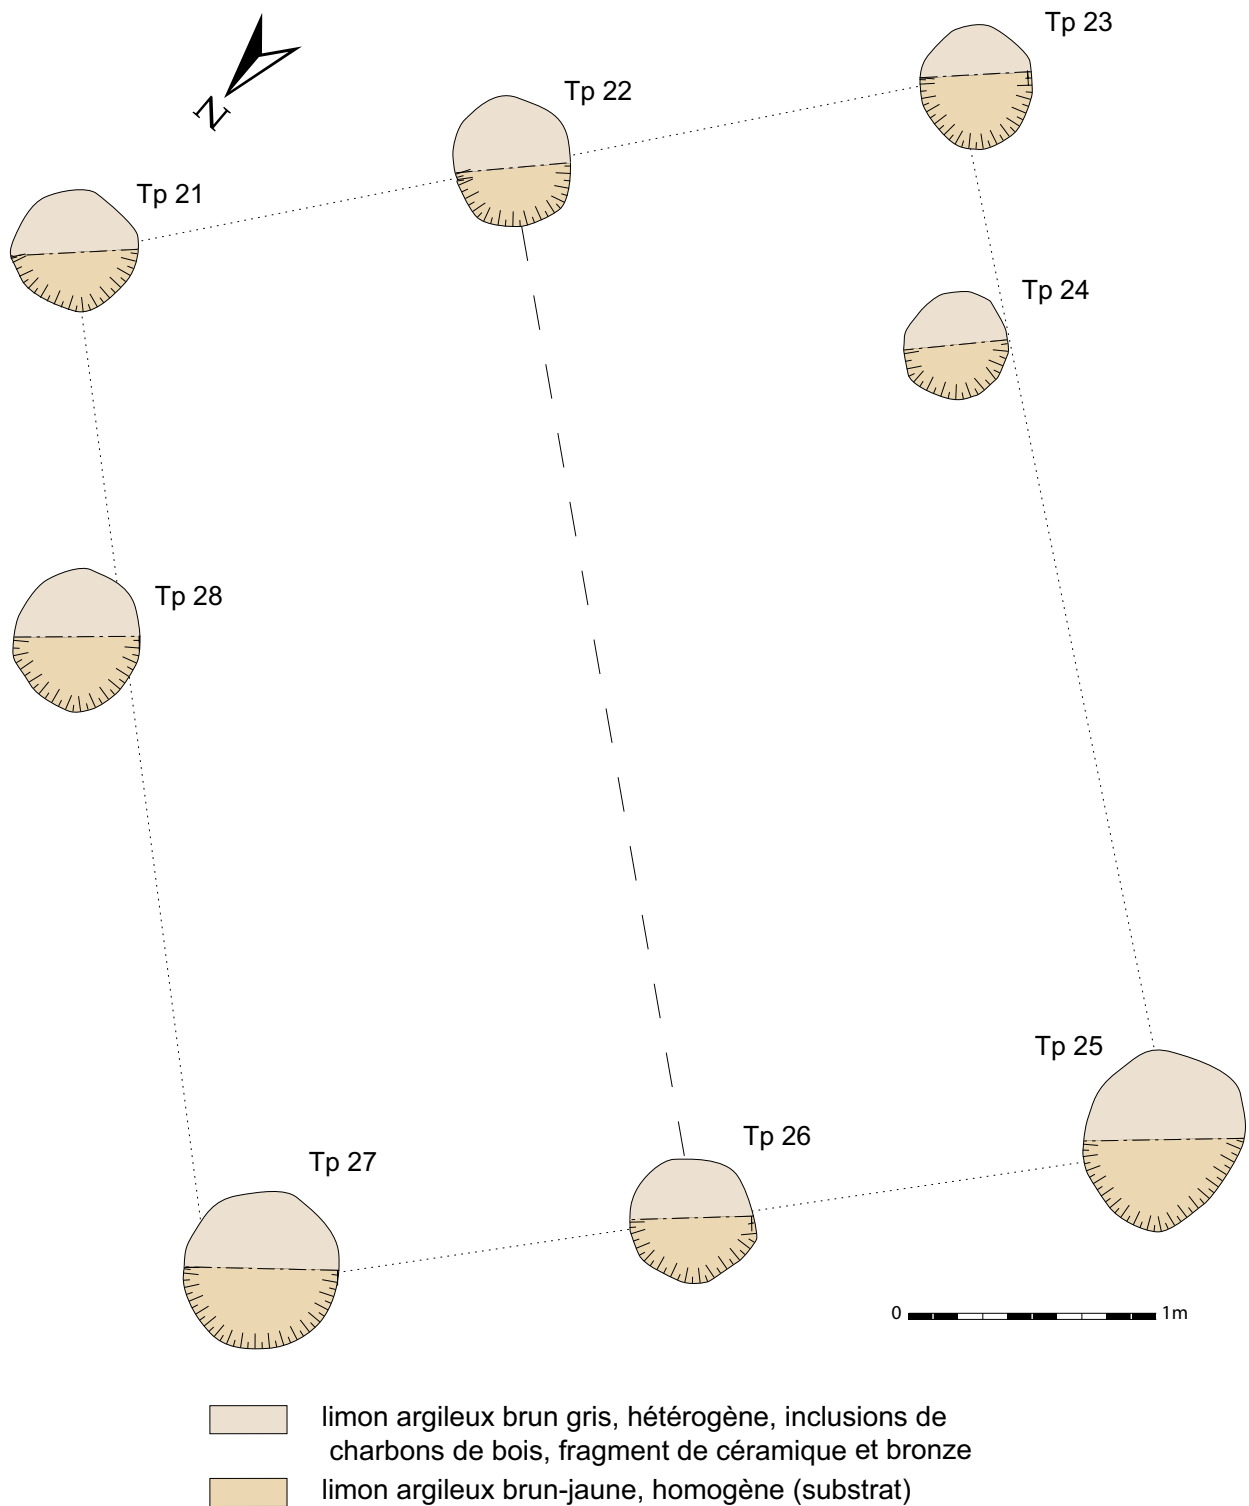 Tp 23
Tp 22
N
Tp 21
Tp 24
Tp 28
Tp 25
Tp 26
Tp 27
0 1m
limon argileux brun gris, hétérogène, inclusions de
charbons de bois, fragment de céramique et bronze
limon argileux brun-jaune, homogène (substrat)